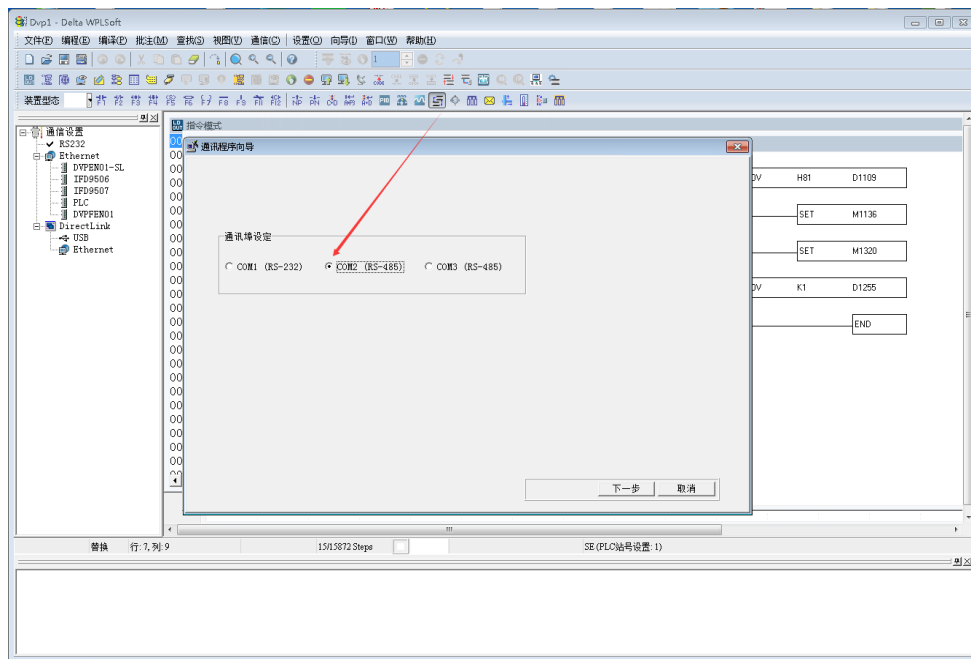 Dvp1 - Delta WPLSoft
文件(F) 编程(E) 编译(P) 批注(M) 查找(S) 视图(V) 通信(C) 设置(O) 向导(I) 窗口(W) 帮助(H)
1
装置型态
通信设置
RS232
Ethernet
DVPEN01-SL
IFD9506
IFD9507
PLC
DVPFEN01
DirectLink
USB
Ethernet
指令模式
通讯程序向导
通讯埠设定
COM1 (RS-232) COM2 (RS-485) COM3 (RS-485)
下一步 取消
H81 D1109
SET M1136
SET M1320
K1 D1255
END
替换 行: 7, 列: 9 15/15872 Steps SE (PLC站号设置: 1)